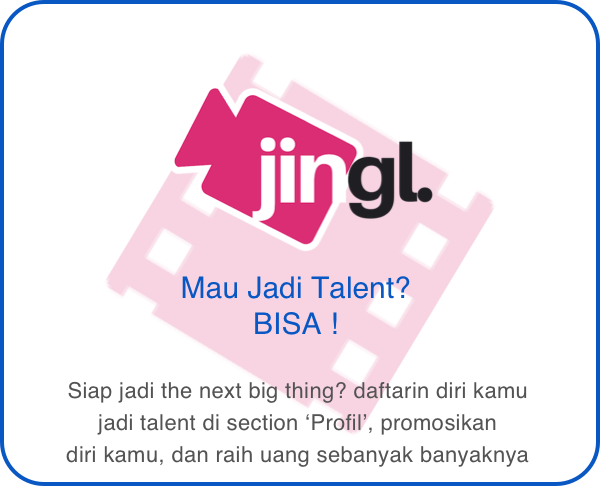 jingl.
Mau Jadi Talent?
BISA !
Siap jadi the next big thing? daftarin diri kamu
jadi talent di section ‘Profil’, promosikan
diri kamu, dan raih uang sebanyak banyaknya